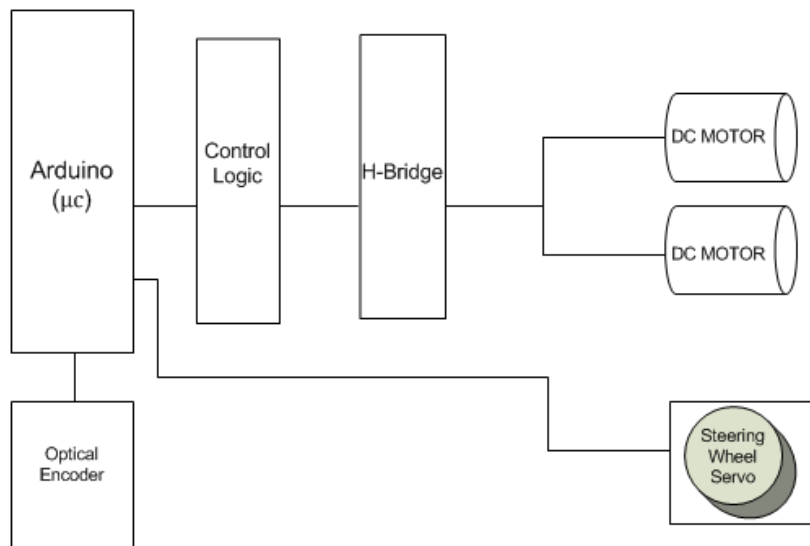 Arduino
(µc)
Control
Logic
H-Bridge
DC MOTOR
DC MOTOR
Optical
Encoder
Steering
Wheel
Servo